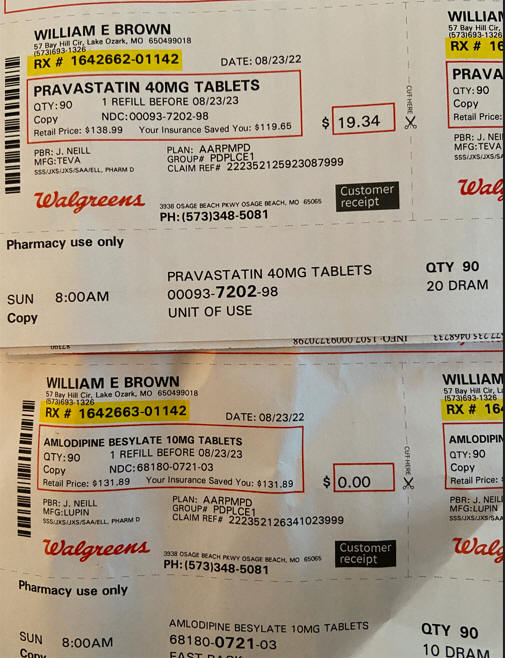 WILLIAM E BROWN
57 Bay Hill Cir, Lake Ozark, MO 650499018
(573)693-1326
RX # 1642662-01142
DATE: 08/23/22
PRAVASTATIN 40MG TABLETS
QTY: 90 1 REFILL BEFORE 08/23/23
Copy NDC: 00093-7202-98
Retail Price: $138.99 Your Insurance Saved You: $119.65
$ 19.34
CUT HERE
PBR: J. NEILL PLAN: AARPMPD
MFG:TEVA GROUP# PDPLCE1
SSS/JXS/JXS/SAA/ELL, PHARM D CLAIM REF# 222352125923087999
Walgreens
3938 OSAGE BEACH PKWY OSAGE BEACH, MO 65065
PH: (573)348-5081
Customer
receipt
WILLIAM
57 Bay Hill Ci
(573)693-1326
RX # 16
PRAVA
QTY: 90
Copy
Retail Price:
PBR: J. NEI
MFG:TEVA
SSS/JXS/JXS/SA
Walg
Pharmacy use only
PRAVASTATIN 40MG TABLETS QTY 90
SUN 8:00AM 00093-7202-98 20 DRAM
Copy UNIT OF USE
WILLIAM E BROWN
57 Bay Hill Cir, Lake Ozark, MO 650499018
(573)693-1326
RX # 1642663-01142
DATE: 08/23/22
AMLODIPINE BESYLATE 10MG TABLETS
QTY: 90 1 REFILL BEFORE 08/23/23
Copy NDC: 68180-0721-03
Retail Price: $131.89 Your Insurance Saved You: $131.89
$ 0.00
CUT HERE
PBR: J. NEILL PLAN: AARPMPD
MFG:LUPIN GROUP# PDPLCE1
SSS/JXS/JXS/SAA/ELL, PHARM D CLAIM REF# 222352126341023999
Walgreens
3938 OSAGE BEACH PKWY OSAGE BEACH, MO 65065
PH: (573)348-5081
Customer
receipt
WILLIAM
57 Bay Hill Ci
(573)693-1326
RX # 164
AMLODIPIN
QTY: 90
Copy
Retail Price: $
PBR: J. NEIL
MFG:LUPIN
SSS/JXS/JXS/SAA
Walg
Pharmacy use only
AMLODIPINE BESYLATE 10MG TABLETS QTY 90
SUN 8:00AM 68180-0721-03 10 DRAM
Copy